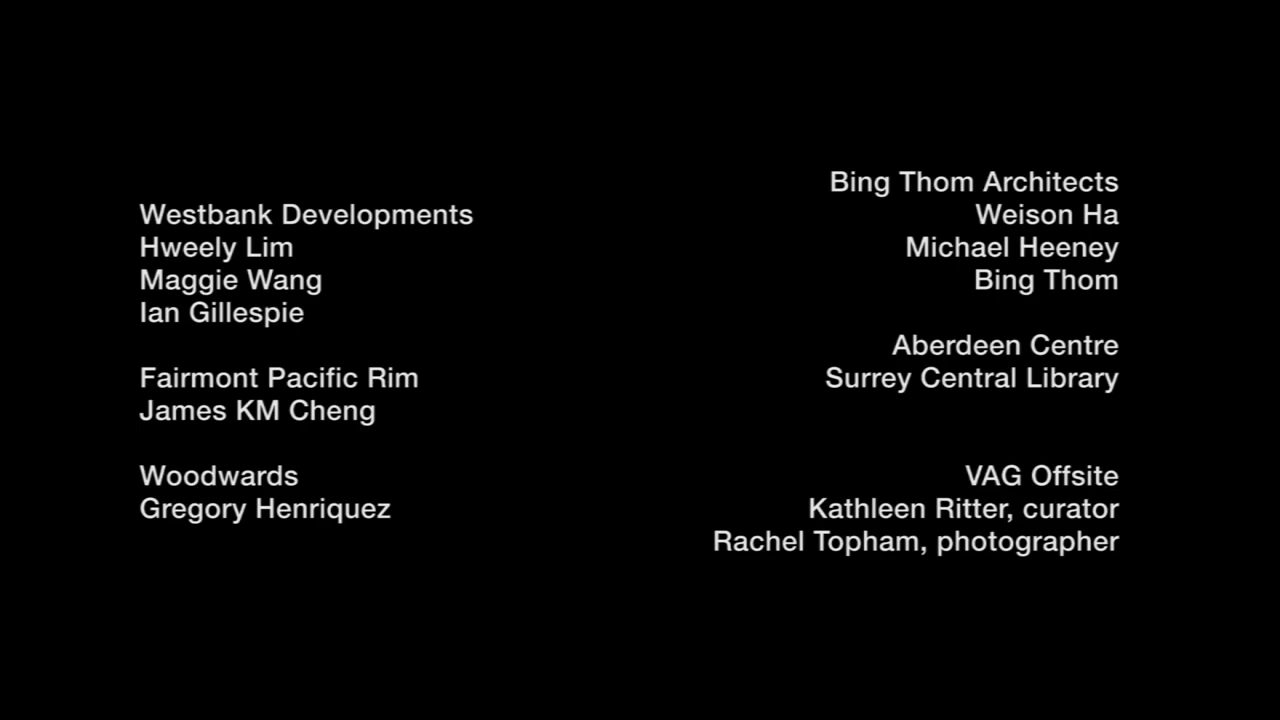 Westbank Developments
Hweely Lim
Maggie Wang
Ian Gillespie
Fairmont Pacific Rim
James KM Cheng
Woodwards
Gregory Henriquez
Bing Thom Architects
Weison Ha
Michael Heeney
Bing Thom
Aberdeen Centre
Surrey Central Library
VAG Offsite
Kathleen Ritter, curator
Rachel Topham, photographer